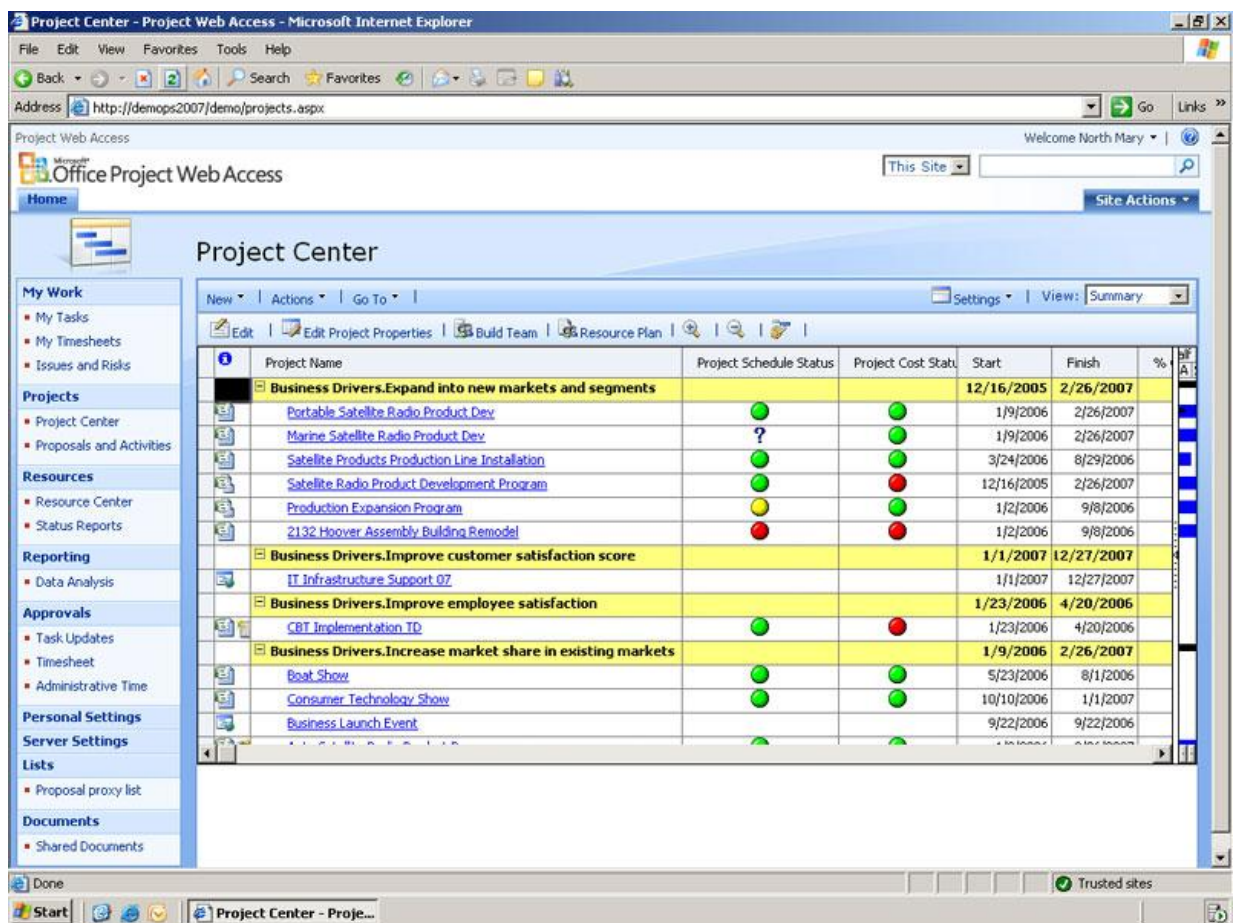 Project Center - Project Web Access - Microsoft Internet Explorer
File Edit View Favorites Tools Help
Back Search Favorites
Address http://demops2007/demo/projects.aspx Go Links »
Project Web Access Welcome North Mary
Microsoft
Office Project Web Access This Site
Home Site Actions
Project Center
My Work
My Tasks
My Timesheets
Issues and Risks
Projects
Project Center
Proposals and Activities
Resources
Resource Center
Status Reports
Reporting
Data Analysis
Approvals
Task Updates
Timesheet
Administrative Time
Personal Settings
Server Settings
Lists
Proposal proxy list
Documents
Shared Documents
New Actions Go To Settings View: Summary
Edit Edit Project Properties Build Team Resource Plan
Project Name Project Schedule Status Project Cost Statu Start Finish %
Business Drivers.Expand into new markets and segments 12/16/2005 2/26/2007
Portable Satellite Radio Product Dev 1/9/2006 2/26/2007
Marine Satellite Radio Product Dev ? 1/9/2006 2/26/2007
Satellite Products Production Line Installation 3/24/2006 8/29/2006
Satellite Radio Product Development Program 12/16/2005 2/26/2007
Production Expansion Program 1/2/2006 9/8/2006
2132 Hoover Assembly Building Remodel 1/2/2006 9/8/2006
Business Drivers.Improve customer satisfaction score 1/1/2007 12/27/2007
IT Infrastructure Support 07 1/1/2007 12/27/2007
Business Drivers.Improve employee satisfaction 1/23/2006 4/20/2006
CBT Implementation TD 1/23/2006 4/20/2006
Business Drivers.Increase market share in existing markets 1/9/2006 2/26/2007
Boat Show 5/23/2006 8/1/2006
Consumer Technology Show 10/10/2006 1/1/2007
Business Launch Event 9/22/2006 9/22/2006
Done Trusted sites
Start Project Center - Proje...